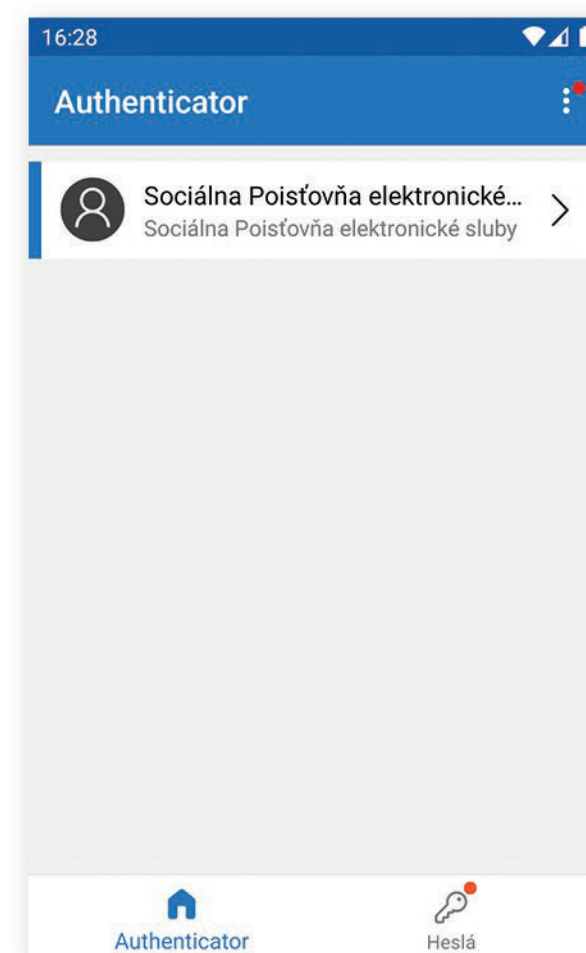 16:28
Authenticator
Sociálna Poisťovňa elektronické...
Sociálna Poisťovňa elektronické sluby
Authenticator
Heslá